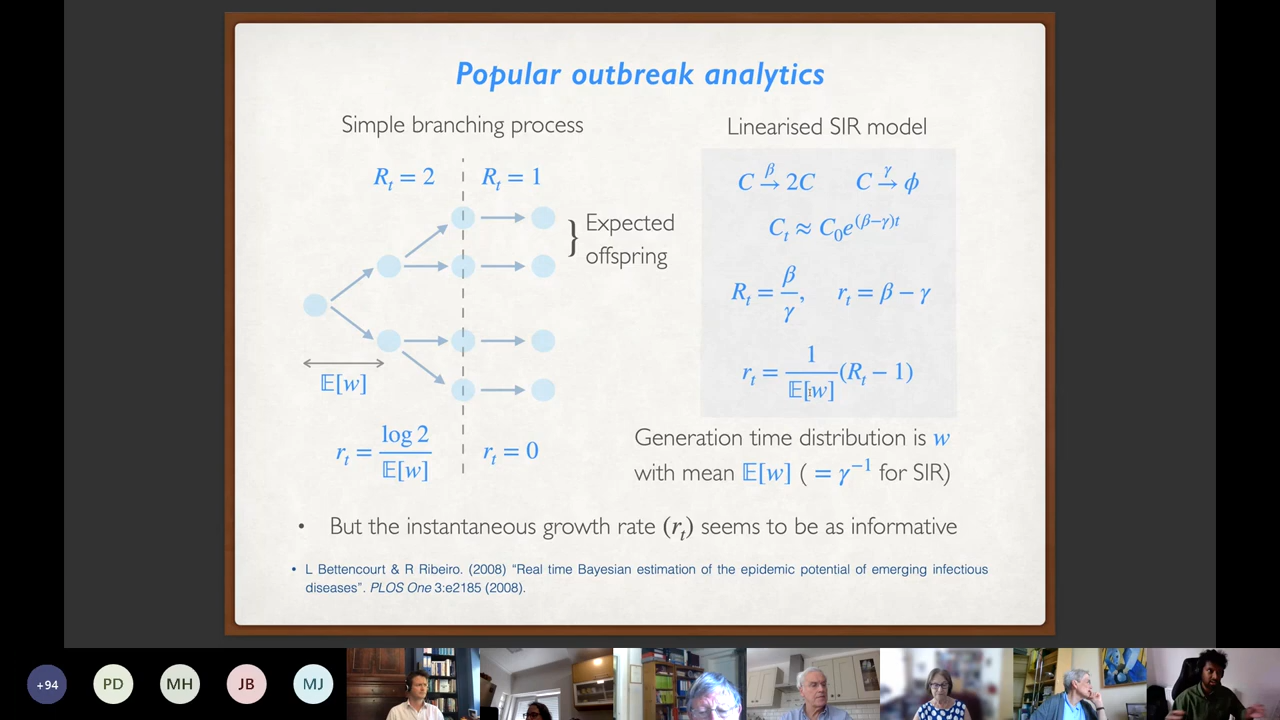 Popular outbreak analytics
Simple branching process
R_t = 2
R_t = 1
} Expected
offspring
𝔼[w]
r_t = log 2 / 𝔼[w]
r_t = 0
Linearised SIR model
C →^β 2C C →^γ ϕ
C_t ≈ C_0 e^{(β−γ)t}
R_t = β/γ, r_t = β − γ
r_t = 1/𝔼[w] (R_t − 1)
Generation time distribution is w
with mean 𝔼[w] ( = γ^{−1} for SIR)
• But the instantaneous growth rate (r_t) seems to be as informative
• L Bettencourt & R Ribeiro. (2008) “Real time Bayesian estimation of the epidemic potential of emerging infectious
diseases”. PLOS One 3:e2185 (2008).
+94
PD
MH
JB
MJ